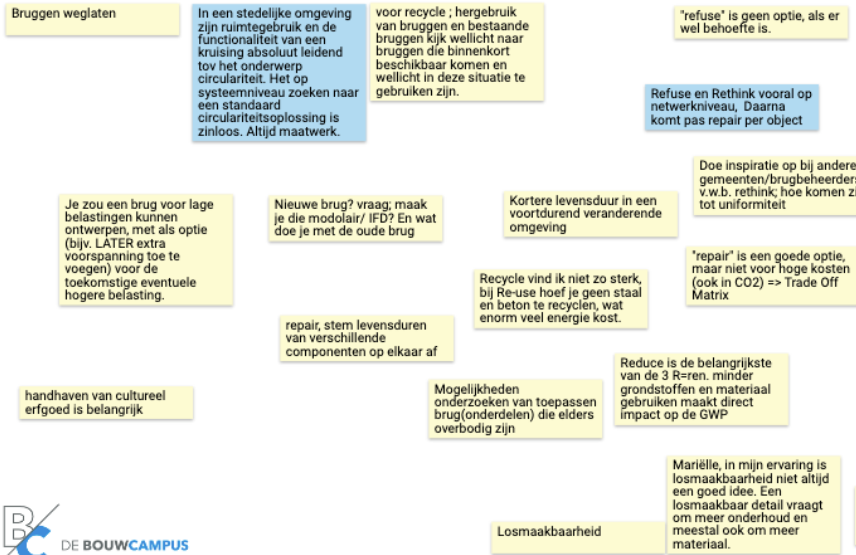 Bruggen weglaten
In een stedelijke omgeving
zijn ruimtegebruik en de
functionaliteit van een
kruising absoluut leidend
tov het onderwerp
circulariteit. Het op
systeemniveau zoeken naar
een standaard
circulariteitsoplossing is
zinloos. Altijd maatwerk.
voor recycle ; hergebruik
van bruggen en bestaande
bruggen kijk wellicht naar
bruggen die binnenkort
beschikbaar komen en
wellicht in deze situatie te
gebruiken zijn.
"refuse" is geen optie, als er
wel behoefte is.
Refuse en Rethink vooral op
netwerkniveau, Daarna
komt pas repair per object
Doe inspiratie op bij andere
gemeenten/brugbeheerders
v.w.b. rethink; hoe komen
tot uniformiteit
Je zou een brug voor lage
belastingen kunnen
ontwerpen, met als optie
(bijv. LATER extra
voorspanning toe te
voegen) voor de
toekomstige eventuele
hogere belasting.
Nieuwe brug? vraag; maak
je die modolair/ IFD? En wat
doe je met de oude brug
Kortere levensduur in een
voortdurend veranderende
omgeving
"repair" is een goede optie,
maar niet voor hoge kosten
(ook in CO2) => Trade Off
Matrix
Recycle vind ik niet zo sterk,
bij Re-use hoef je geen staal
en beton te recyclen, wat
enorm veel energie kost.
repair, stem levensduren
van verschillende
componenten op elkaar af
Reduce is de belangrijkste
van de 3 R=ren. minder
grondstoffen en materiaal
gebruiken maakt direct
impact op de GWP
handhaven van cultureel
erfgoed is belangrijk
Mogelijkheden
onderzoeken van toepassen
brug(onderdelen) die elders
overbodig zijn
Mariëlle, in mijn ervaring is
losmaakbaarheid niet altijd
een goed idee. Een
losmaakbaar detail vraagt
om meer onderhoud en
meestal ook om meer
materiaal.
Losmaakbaarheid
BC DE BOUWCAMPUS